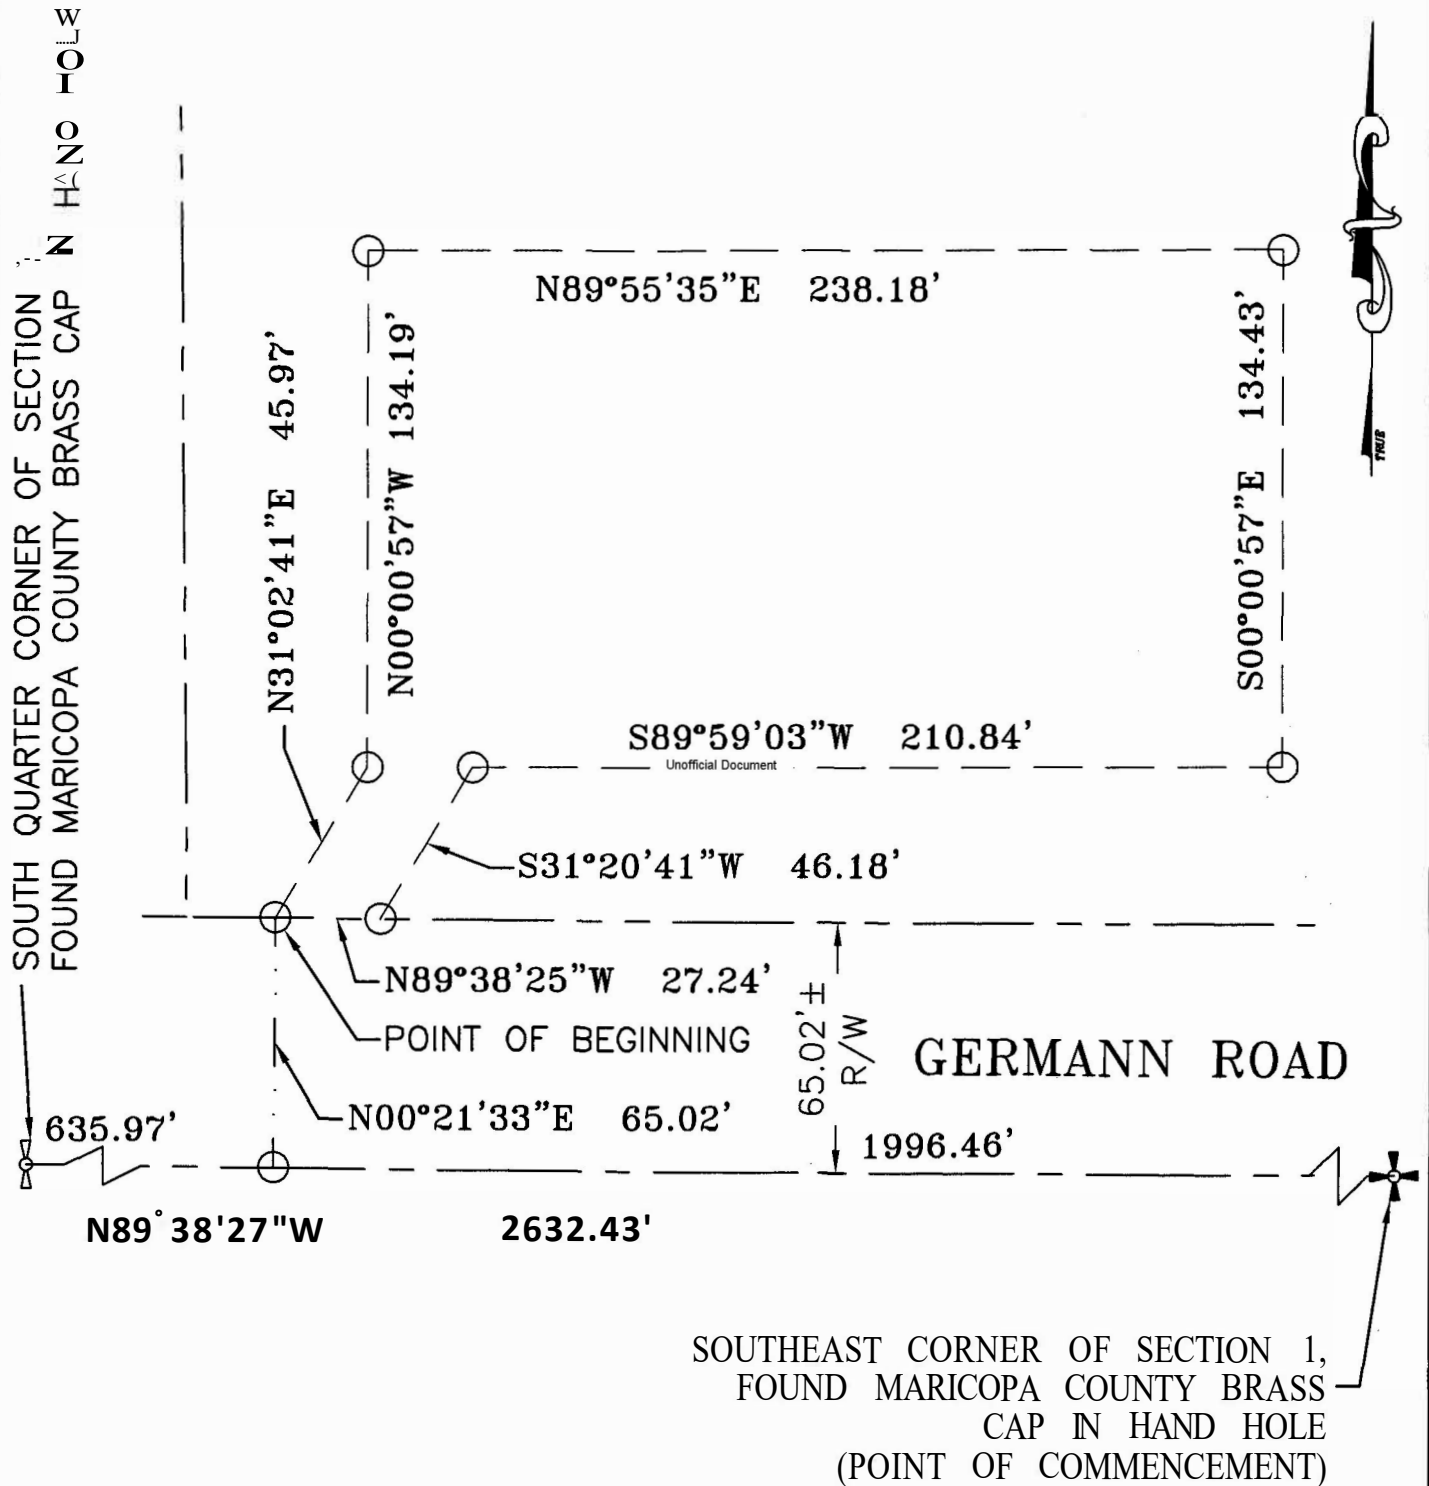 SOUTH QUARTER CORNER OF SECTION
FOUND MARICOPA COUNTY BRASS CAP
N89°55'35"E 238.18'
N31°02'41"E 45.97'
N00°00'57"W 134.19'
S00°00'57"E 134.43'
TRUE
S89°59'03"W 210.84'
Unofficial Document
S31°20'41"W 46.18'
N89°38'25"W 27.24'
POINT OF BEGINNING
65.02'±
R/W
GERMANN ROAD
N00°21'33"E 65.02'
635.97'
1996.46'
N89°38'27"W 2632.43'
SOUTHEAST CORNER OF SECTION 1,
FOUND MARICOPA COUNTY BRASS
CAP IN HAND HOLE
(POINT OF COMMENCEMENT)